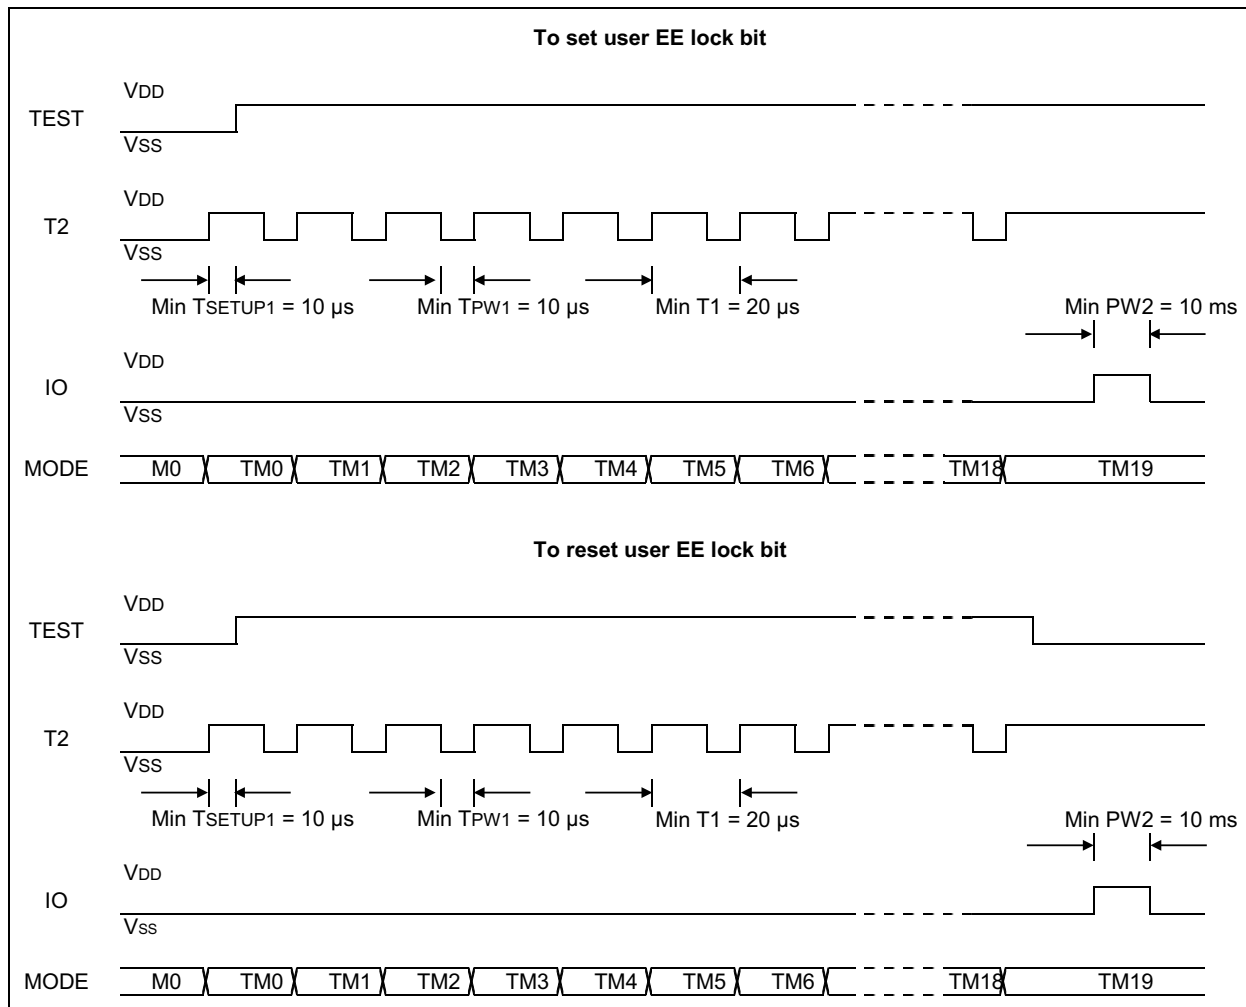 To set user EE lock bit
VDD
TEST
VSS
VDD
T2
VSS
Min TSETUP1 = 10 µs Min TPW1 = 10 µs Min T1 = 20 µs Min PW2 = 10 ms
VDD
IO
VSS
MODE M0 TM0 TM1 TM2 TM3 TM4 TM5 TM6 TM18 TM19
To reset user EE lock bit
VDD
TEST
VSS
VDD
T2
VSS
Min TSETUP1 = 10 µs Min TPW1 = 10 µs Min T1 = 20 µs Min PW2 = 10 ms
VDD
IO
VSS
MODE M0 TM0 TM1 TM2 TM3 TM4 TM5 TM6 TM18 TM19